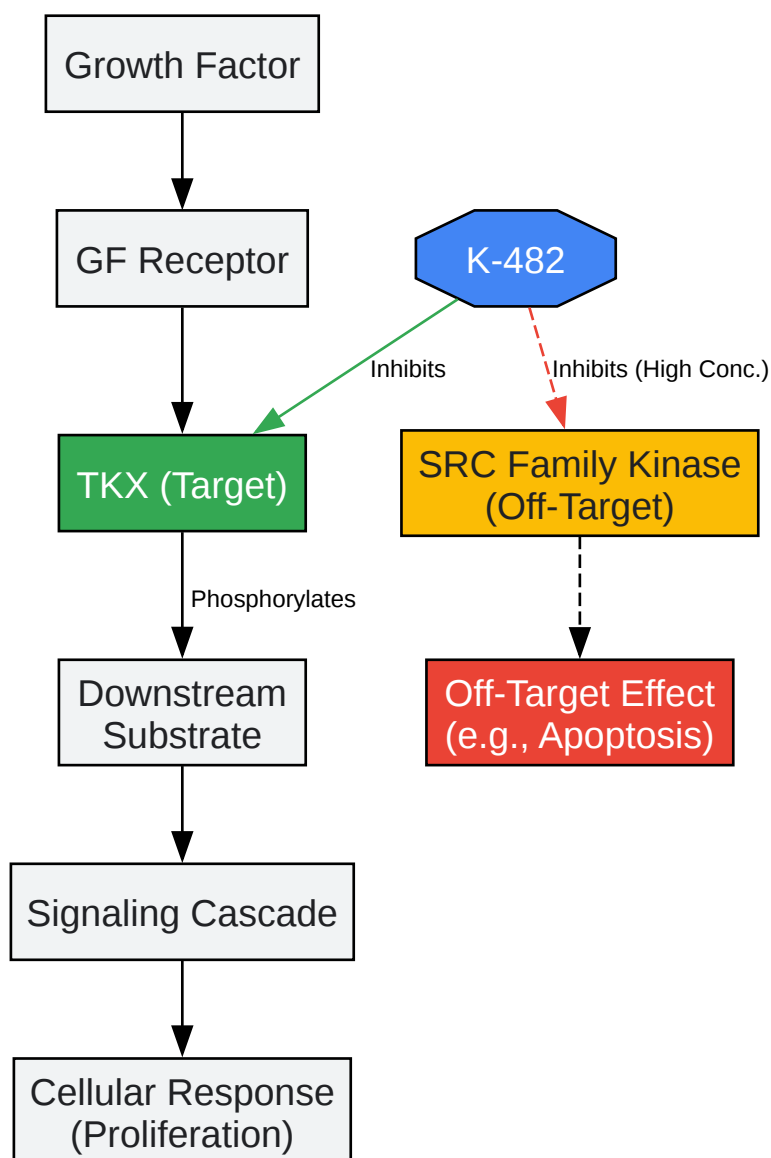 Growth Factor
GF Receptor
K-482
Inhibits
Inhibits (High Conc.)
TKX (Target)
SRC Family Kinase
(Off-Target)
Phosphorylates
Downstream
Substrate
Off-Target Effect
(e.g., Apoptosis)
Signaling Cascade
Cellular Response
(Proliferation)